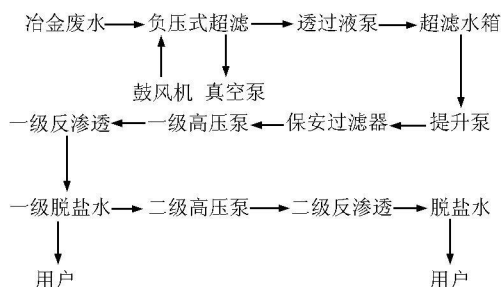 冶金废水 负压式超滤 透过液泵 超滤水箱
鼓风机 真空泵
一级反渗透 一级高压泵 保安过滤器 提升泵
一级脱盐水 二级高压泵 二级反渗透 脱盐水
用户 用户